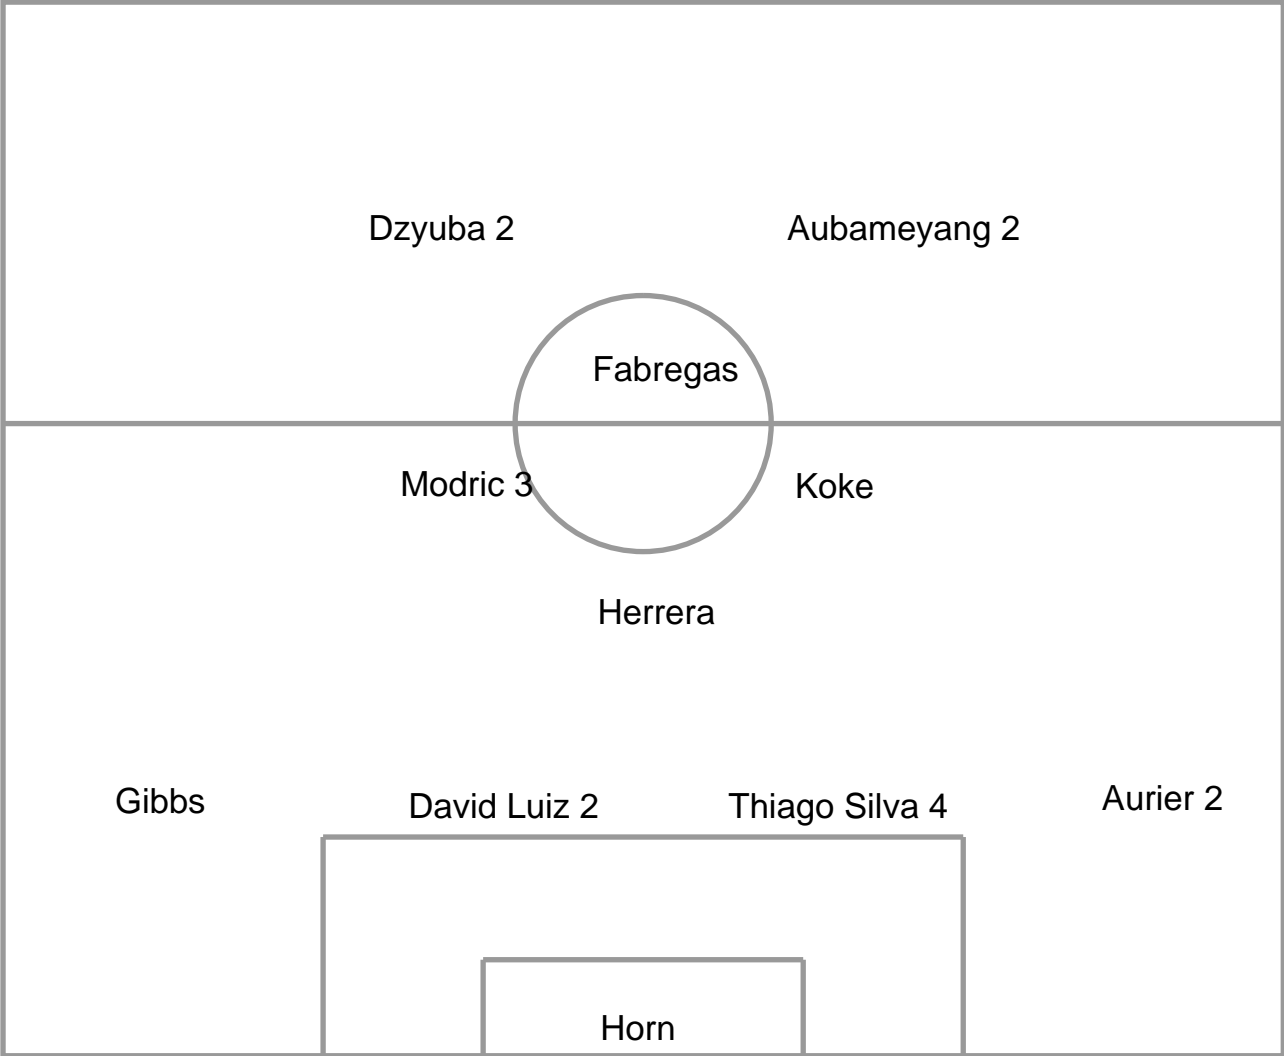 Dzyuba 2
Aubameyang 2
Fabregas
Modric 3
Koke
Herrera
Gibbs
David Luiz 2
Thiago Silva 4
Aurier 2
Horn